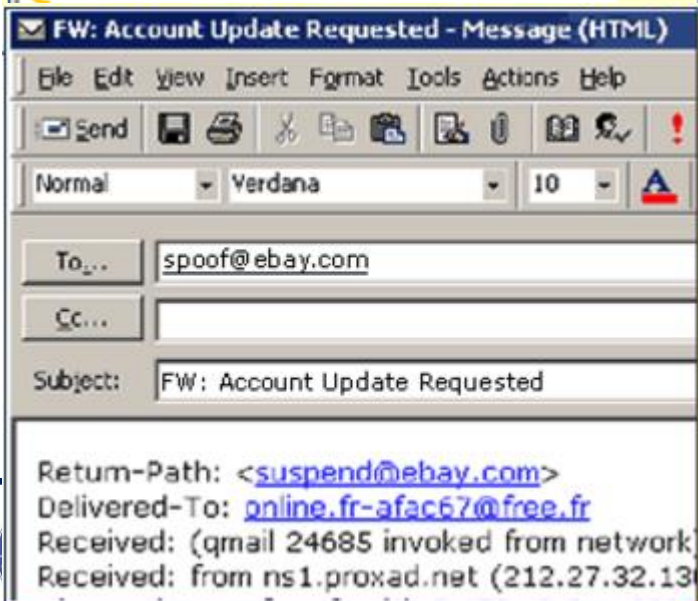 FW: Account Update Requested - Message (HTML)
File Edit View Insert Format Tools Actions Help
Send
Normal Verdana 10 A
To... spoof@ebay.com
Cc...
Subject: FW: Account Update Requested
Return-Path: <suspend@ebay.com>
Delivered-To: online.fr-afac67@free.fr
Received: (qmail 24685 invoked from network)
Received: from ns1.proxad.net (212.27.32.13